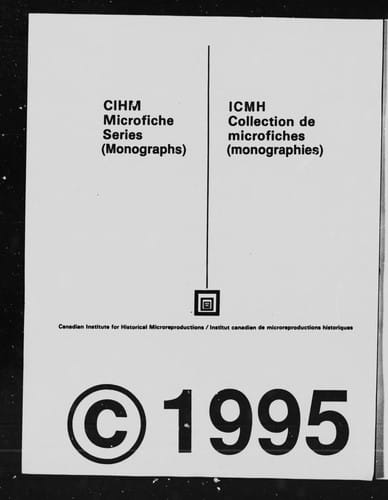 CIHM
Microfiche
Series
(Monographs)
ICMH
Collection de
microfiches
(monographies)
Canadian Institute for Historical Microreproductions / Institut canadien de microreproductions historiques
© 1995